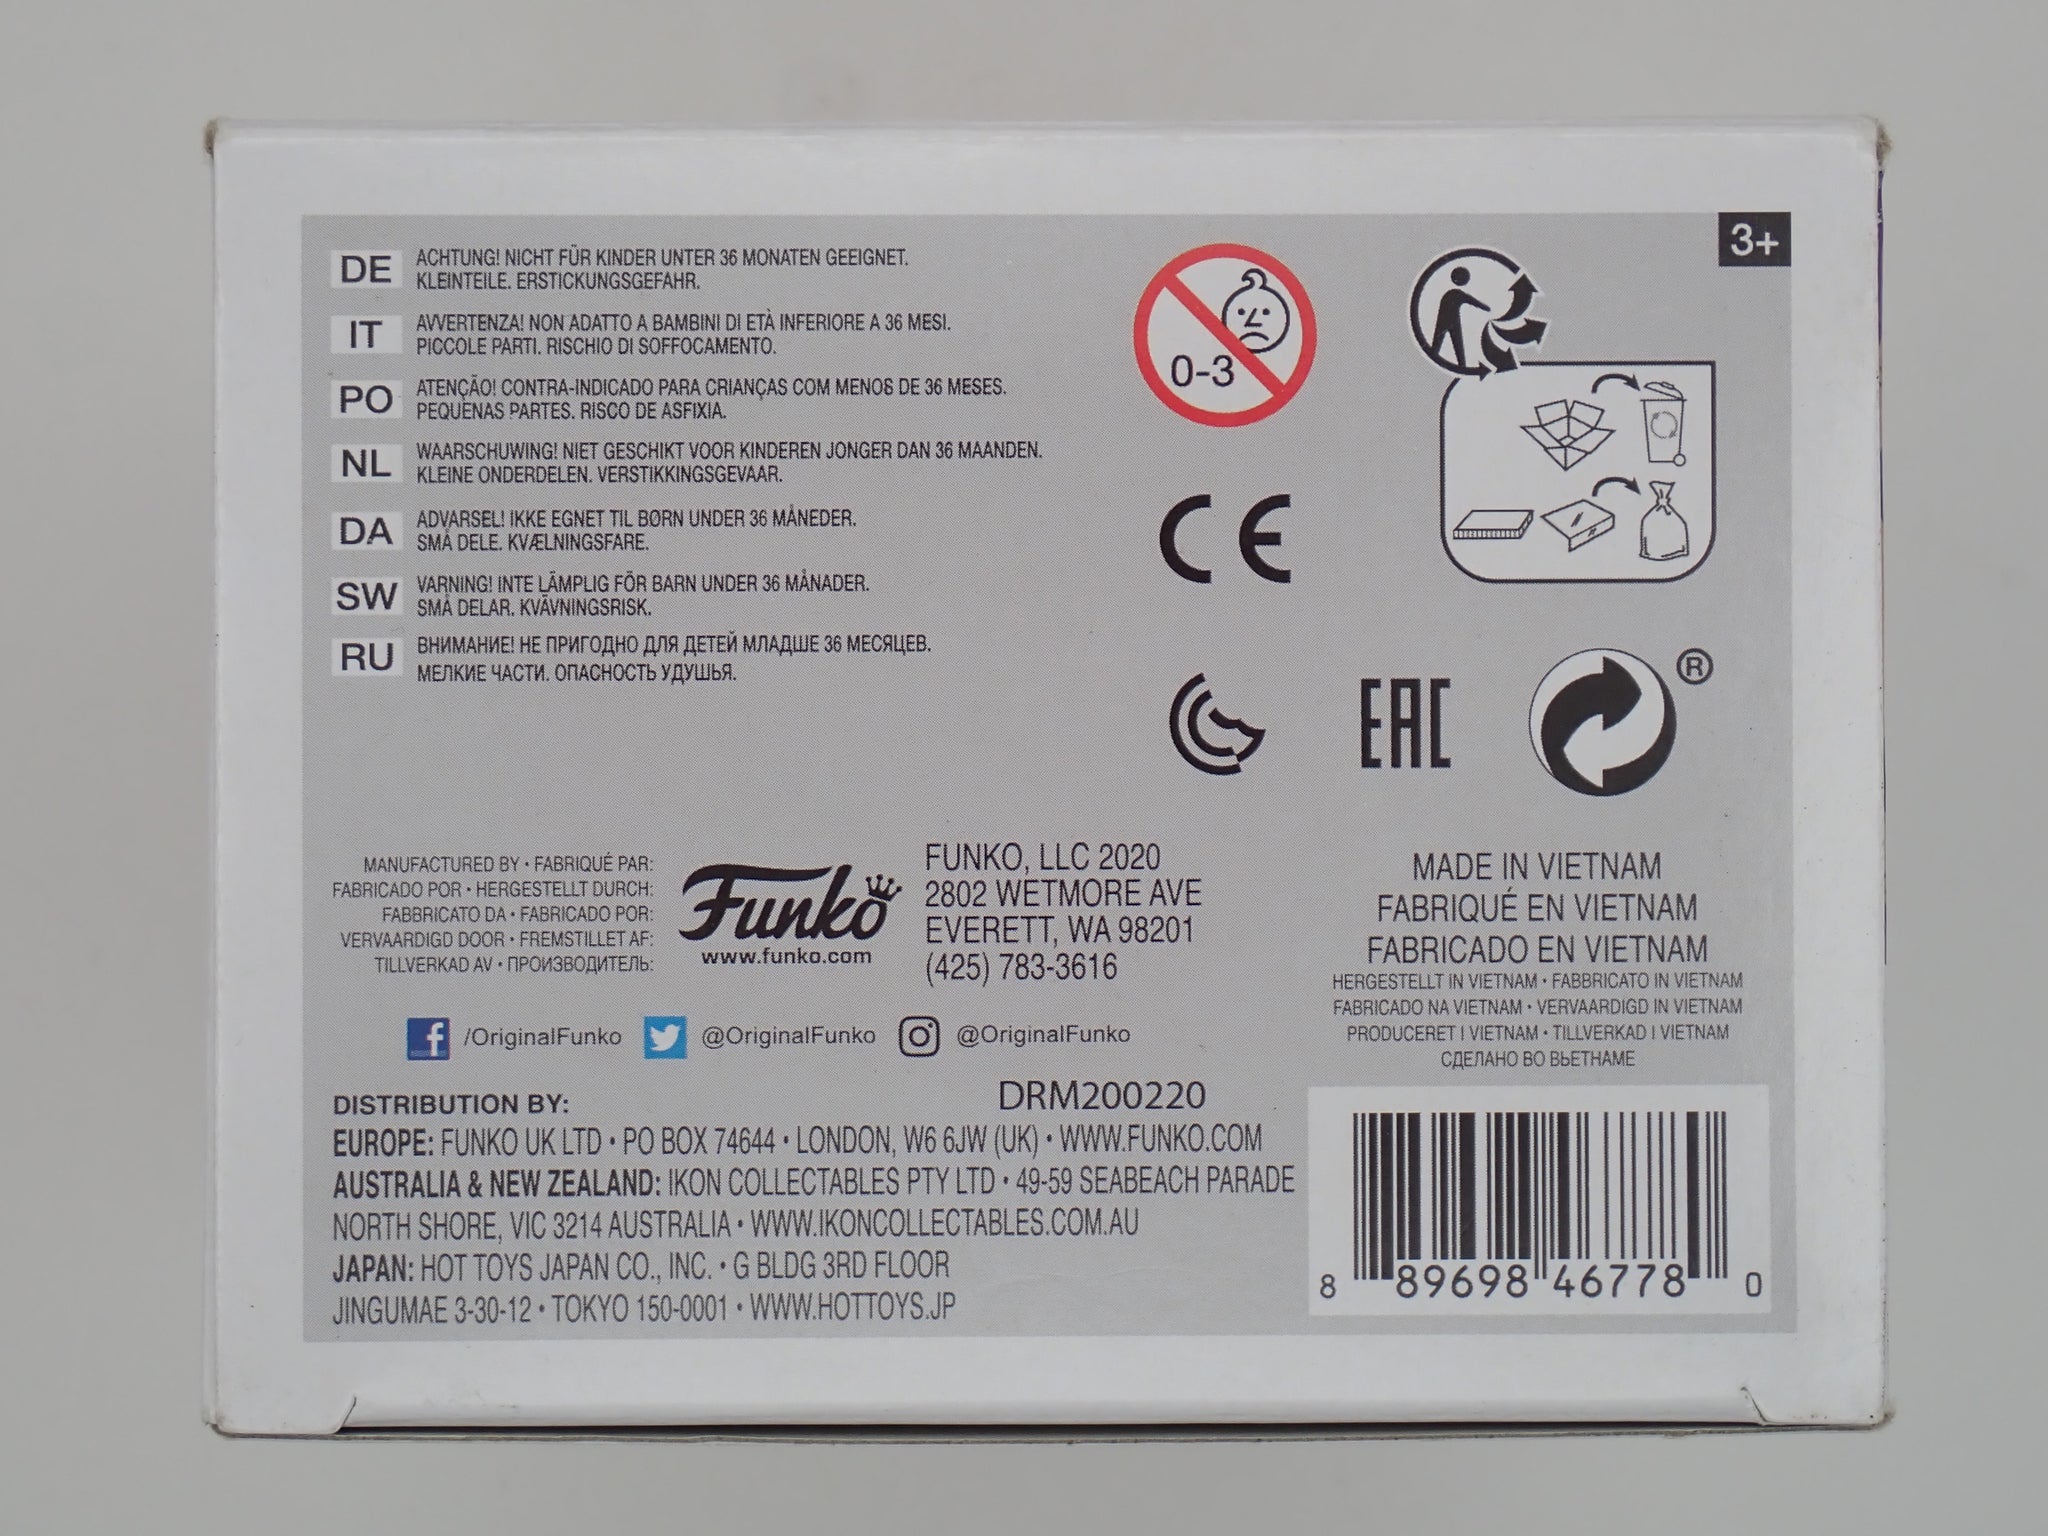 3+
DE ACHTUNG! NICHT FÜR KINDER UNTER 36 MONATEN GEEIGNET.
KLEINTEILE. ERSTICKUNGSGEFAHR.
IT AVVERTENZA! NON ADATTO A BAMBINI DI ETÀ INFERIORE A 36 MESI.
PICCOLE PARTI. RISCHIO DI SOFFOCAMENTO.
PO ATENÇÃO! CONTRA-INDICADO PARA CRIANÇAS COM MENOS DE 36 MESES.
PEQUENAS PARTES. RISCO DE ASFIXIA.
NL WAARSCHUWING! NIET GESCHIKT VOOR KINDEREN JONGER DAN 36 MAANDEN.
KLEINE ONDERDELEN. VERSTIKKINGSGEVAAR.
DA ADVARSEL! IKKE EGNET TIL BØRN UNDER 36 MÅNEDER.
SMÅ DELE. KVÆLNINGSFARE.
SW VARNING! INTE LÄMPLIG FÖR BARN UNDER 36 MÅNADER.
SMÅ DELAR. KVÄVNINGSRISK.
RU ВНИМАНИЕ! НЕ ПРИГОДНО ДЛЯ ДЕТЕЙ МЛАДШЕ 36 МЕСЯЦЕВ.
МЕЛКИЕ ЧАСТИ. ОПАСНОСТЬ УДУШЬЯ.
0-3
CE
EAC
®
MANUFACTURED BY • FABRIQUÉ PAR:
FABRICADO POR • HERGESTELLT DURCH:
FABBRICATO DA • FABRICADO POR:
VERVAARDIGD DOOR • FREMSTILLET AF:
TILLVERKAD AV • ПРОИЗВОДИТЕЛЬ:
Funko
www.funko.com
FUNKO, LLC 2020
2802 WETMORE AVE
EVERETT, WA 98201
(425) 783-3616
MADE IN VIETNAM
FABRIQUÉ EN VIETNAM
FABRICADO EN VIETNAM
HERGESTELLT IN VIETNAM • FABBRICATO IN VIETNAM
FABRICADO NA VIETNAM • VERVAARDIGD IN VIETNAM
PRODUCERET I VIETNAM • TILLVERKAD I VIETNAM
СДЕЛАНО ВО ВЬЕТНАМЕ
f /OriginalFunko @OriginalFunko @OriginalFunko
DRM200220
DISTRIBUTION BY:
EUROPE: FUNKO UK LTD • PO BOX 74644 • LONDON, W6 6JW (UK) • WWW.FUNKO.COM
AUSTRALIA & NEW ZEALAND: IKON COLLECTABLES PTY LTD • 49-59 SEABEACH PARADE
NORTH SHORE, VIC 3214 AUSTRALIA • WWW.IKONCOLLECTABLES.COM.AU
JAPAN: HOT TOYS JAPAN CO., INC. • G BLDG 3RD FLOOR
JINGUMAE 3-30-12 • TOKYO 150-0001 • WWW.HOTTOYS.JP
8 89698 46778 0